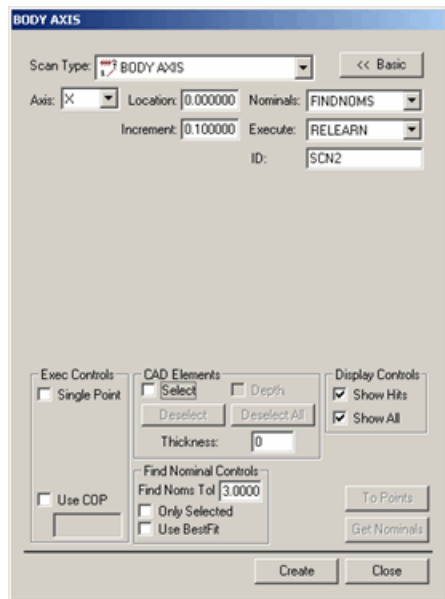 BODY AXIS
Scan Type: BODY AXIS << Basic
Axis: X Location: 0.000000 Nominals: FINDNOMS
Increment: 0.100000 Execute: RELEARN
ID: SCN2
Exec Controls CAD Elements Display Controls
Single Point Select Depth Show Hits
Deselect Deselect All Show All
Thickness: 0
Find Nominal Controls
Find Noms Tol 3.0000
Use COP Only Selected To Points
Use BestFit Get Nominals
Create Close